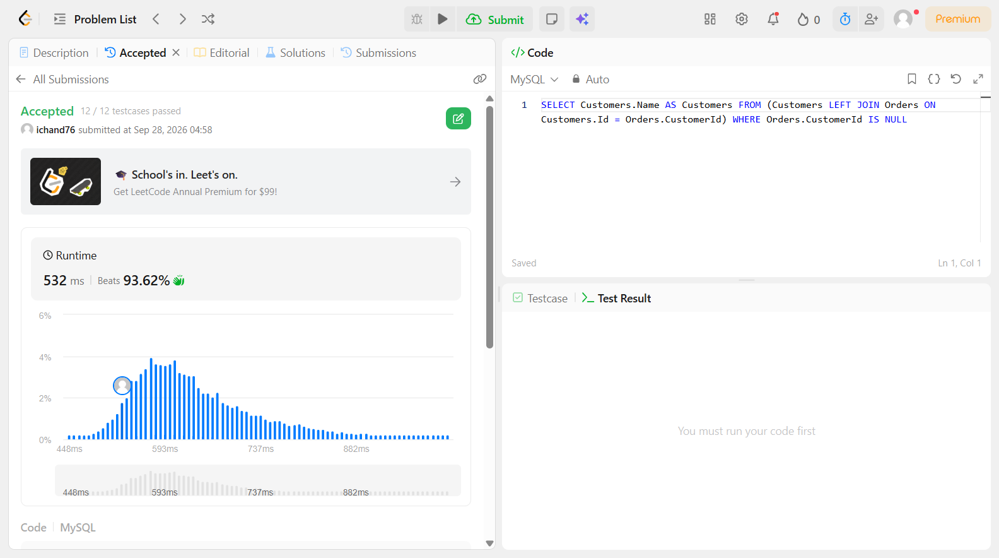 Problem List
Submit
0
Premium
Description
Accepted
Editorial
Solutions
Submissions
All Submissions
Accepted 12 / 12 testcases passed
ichand76 submitted at Sep 28, 2026 04:58
School's in. Leet's on.
Get LeetCode Annual Premium for $99!
Runtime
532 ms Beats 93.62%
6%
4%
2%
0%
448ms 593ms 737ms 882ms
448ms 593ms 737ms 882ms
Code MySQL
</> Code
MySQL Auto
1 SELECT Customers.Name AS Customers FROM (Customers LEFT JOIN Orders ON
Customers.Id = Orders.CustomerId) WHERE Orders.CustomerId IS NULL
Saved
Ln 1, Col 1
Testcase
Test Result
You must run your code first